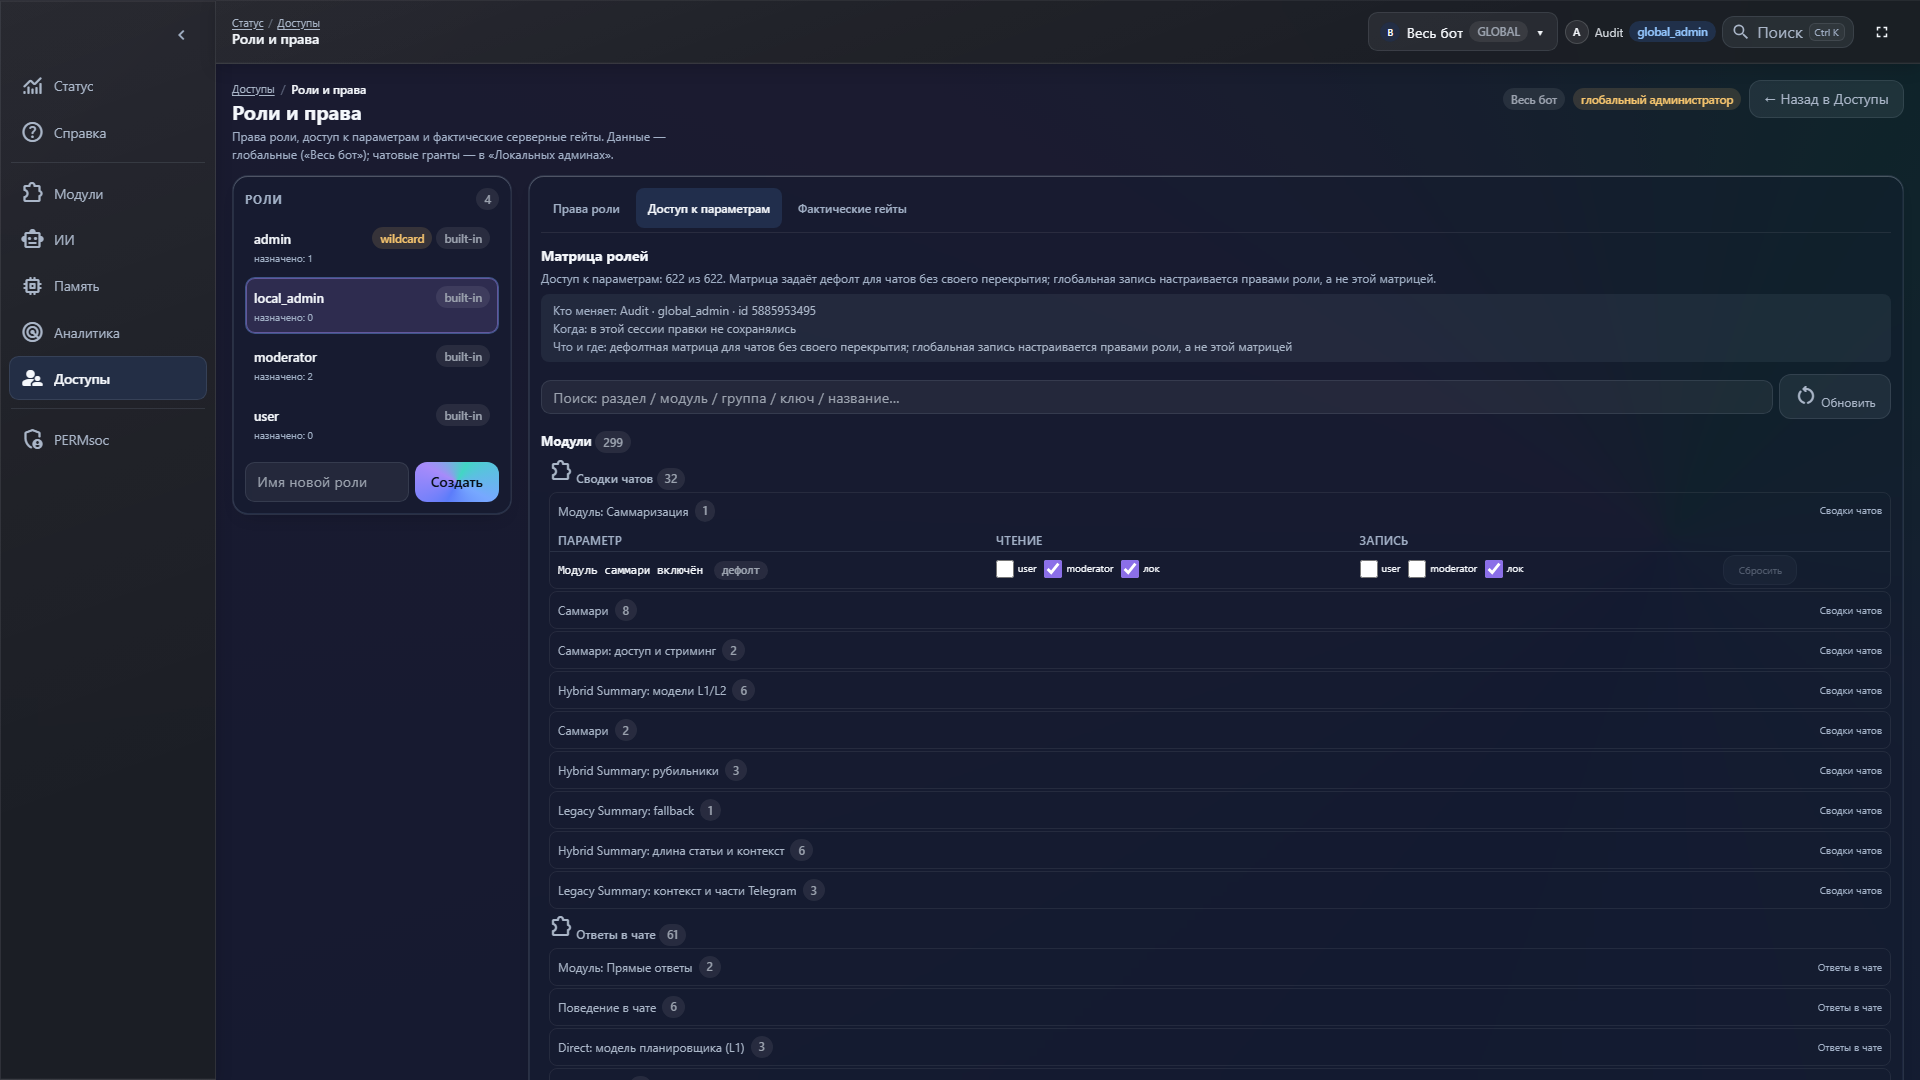 Статус / Доступы
Роли и права
B Весь бот GLOBAL ▾
A Audit global_admin
Поиск Ctrl K
Статус
Справка
Модули
ИИ
Память
Аналитика
Доступы
PERMsoc
Доступы / Роли и права
Роли и права
Права роли, доступ к параметрам и фактические серверные гейты. Данные —
глобальные («Весь бот»); чатовые гранты — в «Локальных админах».
Весь бот глобальный администратор ← Назад в Доступы
РОЛИ 4
admin wildcard built-in
назначено: 1
local_admin built-in
назначено: 0
moderator built-in
назначено: 2
user built-in
назначено: 0
Имя новой роли Создать
Права роли Доступ к параметрам Фактические гейты
Матрица ролей
Доступ к параметрам: 622 из 622. Матрица задаёт дефолт для чатов без своего перекрытия; глобальная запись настраивается правами роли, а не этой матрицей.
Кто меняет: Audit · global_admin · id 5885953495
Когда: в этой сессии правки не сохранялись
Что и где: дефолтная матрица для чатов без своего перекрытия; глобальная запись настраивается правами роли, а не этой матрицей
Поиск: раздел / модуль / группа / ключ / название... Обновить
Модули 299
Сводки чатов 32
Модуль: Саммаризация 1 Сводки чатов
ПАРАМЕТР ЧТЕНИЕ ЗАПИСЬ
Модуль саммари включён дефолт user moderator лок user moderator лок Сбросить
Саммари 8 Сводки чатов
Саммари: доступ и стриминг 2 Сводки чатов
Hybrid Summary: модели L1/L2 6 Сводки чатов
Саммари 2 Сводки чатов
Hybrid Summary: рубильники 3 Сводки чатов
Legacy Summary: fallback 1 Сводки чатов
Hybrid Summary: длина статьи и контекст 6 Сводки чатов
Legacy Summary: контекст и части Telegram 3 Сводки чатов
Ответы в чате 61
Модуль: Прямые ответы 2 Ответы в чате
Поведение в чате 6 Ответы в чате
Direct: модель планировщика (L1) 3 Ответы в чате